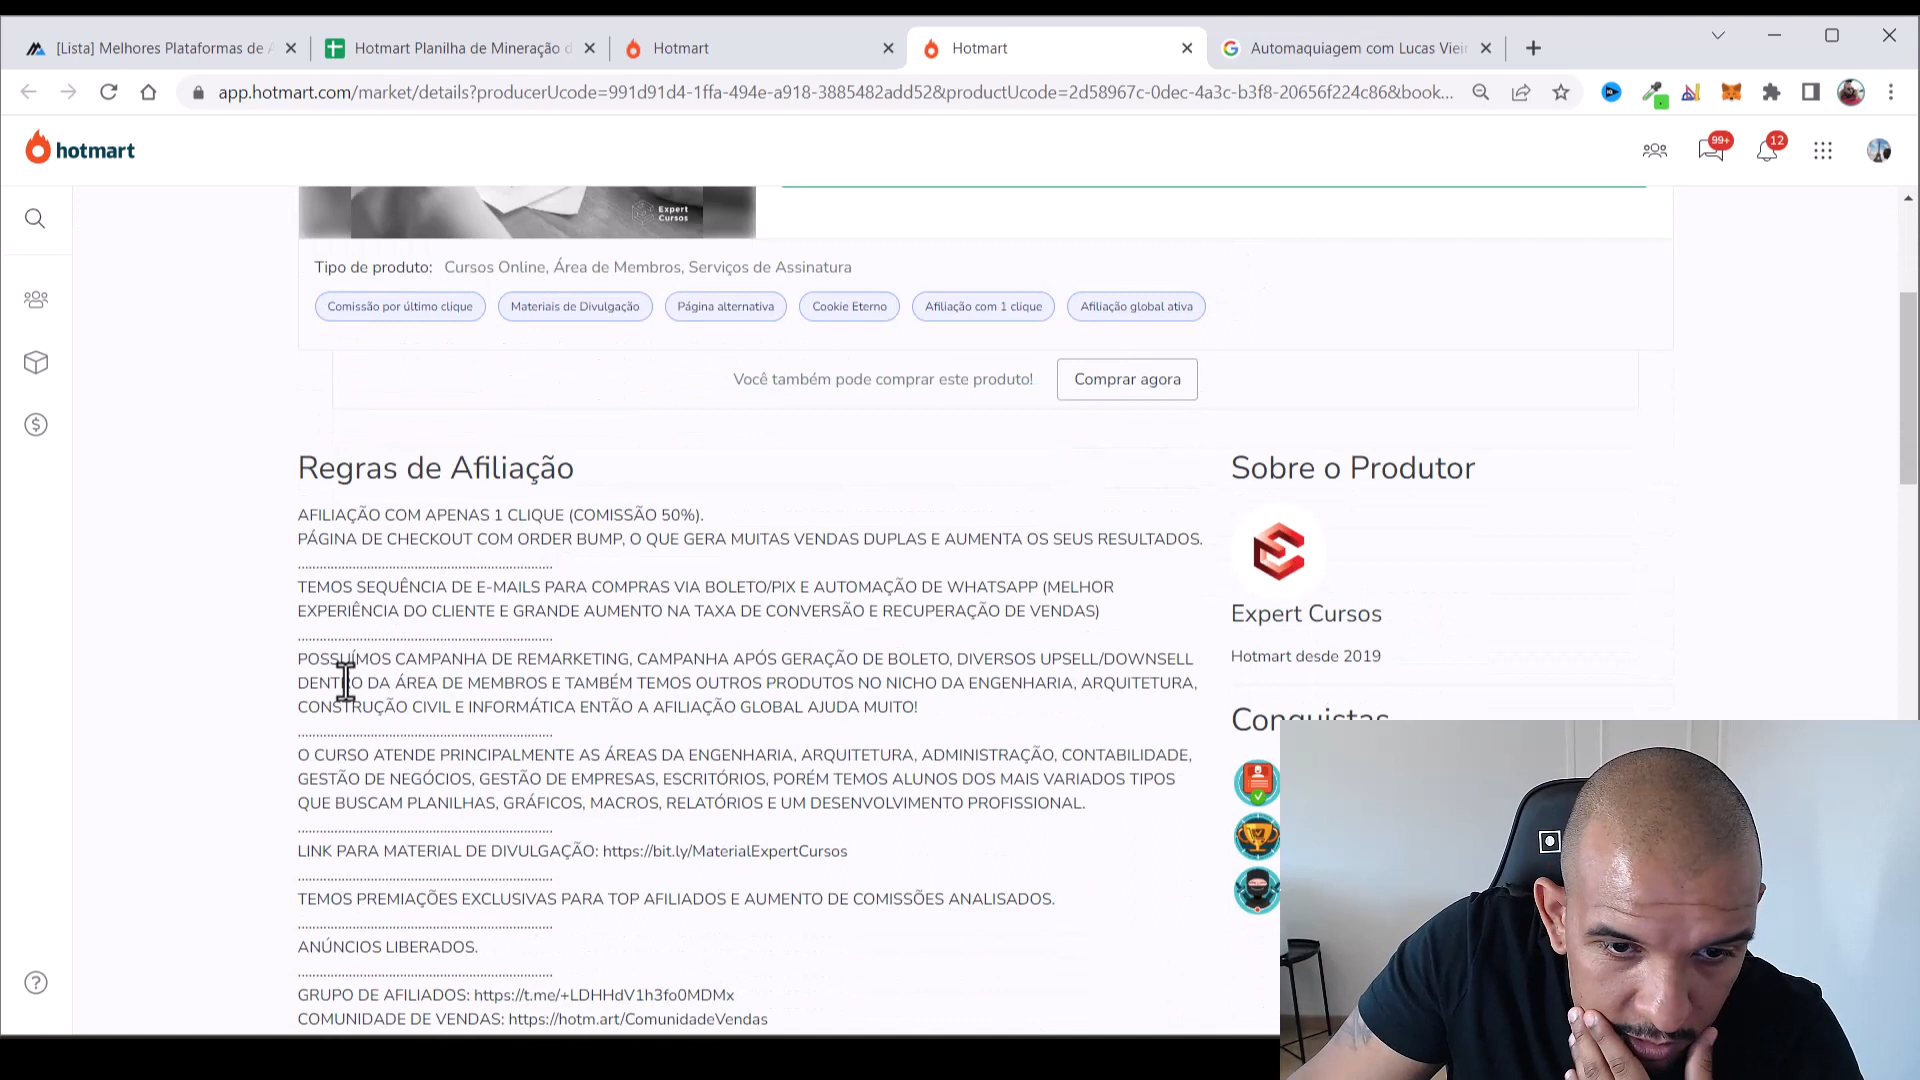 [Lista] Melhores Plataformas de A
Hotmart Planilha de Mineração d
Hotmart
Hotmart
Automaquiagem com Lucas Viei
app.hotmart.com/market/details?producerUcode=991d91d4-1ffa-494e-a918-3885482add52&productUcode=2d58967c-0dec-4a3c-b3f8-20656f224c86&book...
hotmart
99+
12
Expert
Cursos
Tipo de produto: Cursos Online, Área de Membros, Serviços de Assinatura
Comissão por último clique
Materiais de Divulgação
Página alternativa
Cookie Eterno
Afiliação com 1 clique
Afiliação global ativa
Você também pode comprar este produto!
Comprar agora
Regras de Afiliação
AFILIAÇÃO COM APENAS 1 CLIQUE (COMISSÃO 50%).
PÁGINA DE CHECKOUT COM ORDER BUMP, O QUE GERA MUITAS VENDAS DUPLAS E AUMENTA OS SEUS RESULTADOS.
TEMOS SEQUÊNCIA DE E-MAILS PARA COMPRAS VIA BOLETO/PIX E AUTOMAÇÃO DE WHATSAPP (MELHOR
EXPERIÊNCIA DO CLIENTE E GRANDE AUMENTO NA TAXA DE CONVERSÃO E RECUPERAÇÃO DE VENDAS)
POSSUÍMOS CAMPANHA DE REMARKETING, CAMPANHA APÓS GERAÇÃO DE BOLETO, DIVERSOS UPSELL/DOWNSELL
DENTRO DA ÁREA DE MEMBROS E TAMBÉM TEMOS OUTROS PRODUTOS NO NICHO DA ENGENHARIA, ARQUITETURA,
CONSTRUÇÃO CIVIL E INFORMÁTICA ENTÃO A AFILIAÇÃO GLOBAL AJUDA MUITO!
O CURSO ATENDE PRINCIPALMENTE AS ÁREAS DA ENGENHARIA, ARQUITETURA, ADMINISTRAÇÃO, CONTABILIDADE,
GESTÃO DE NEGÓCIOS, GESTÃO DE EMPRESAS, ESCRITÓRIOS, PORÉM TEMOS ALUNOS DOS MAIS VARIADOS TIPOS
QUE BUSCAM PLANILHAS, GRÁFICOS, MACROS, RELATÓRIOS E UM DESENVOLVIMENTO PROFISSIONAL.
LINK PARA MATERIAL DE DIVULGAÇÃO: https://bit.ly/MaterialExpertCursos
TEMOS PREMIAÇÕES EXCLUSIVAS PARA TOP AFILIADOS E AUMENTO DE COMISSÕES ANALISADOS.
ANÚNCIOS LIBERADOS.
GRUPO DE AFILIADOS: https://t.me/+LDHHdV1h3fo0MDMx
COMUNIDADE DE VENDAS: https://hotm.art/ComunidadeVendas
Sobre o Produtor
Expert Cursos
Hotmart desde 2019
Conquistas